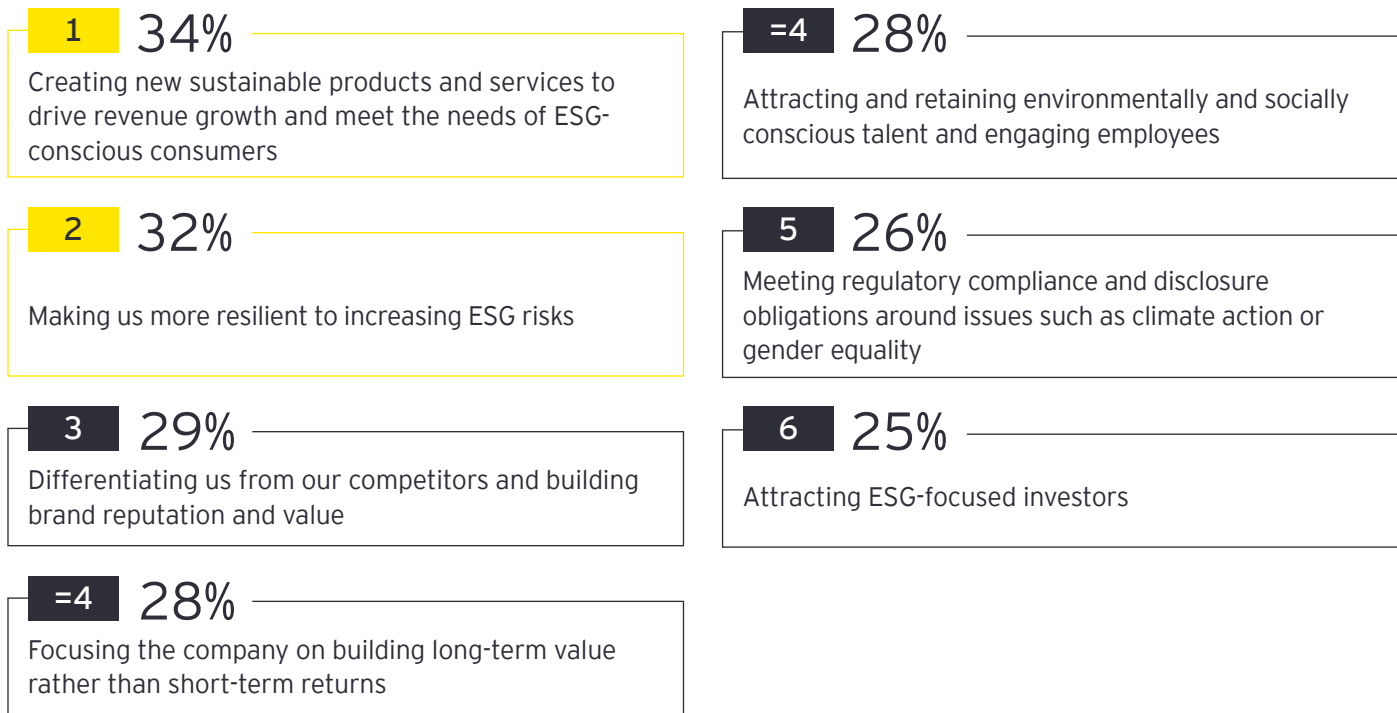 1 34%
Creating new sustainable products and services to
drive revenue growth and meet the needs of ESG-
conscious consumers
2 32%
Making us more resilient to increasing ESG risks
3 29%
Differentiating us from our competitors and building
brand reputation and value
=4 28%
Focusing the company on building long-term value
rather than short-term returns
=4 28%
Attracting and retaining environmentally and socially
conscious talent and engaging employees
5 26%
Meeting regulatory compliance and disclosure
obligations around issues such as climate action or
gender equality
6 25%
Attracting ESG-focused investors